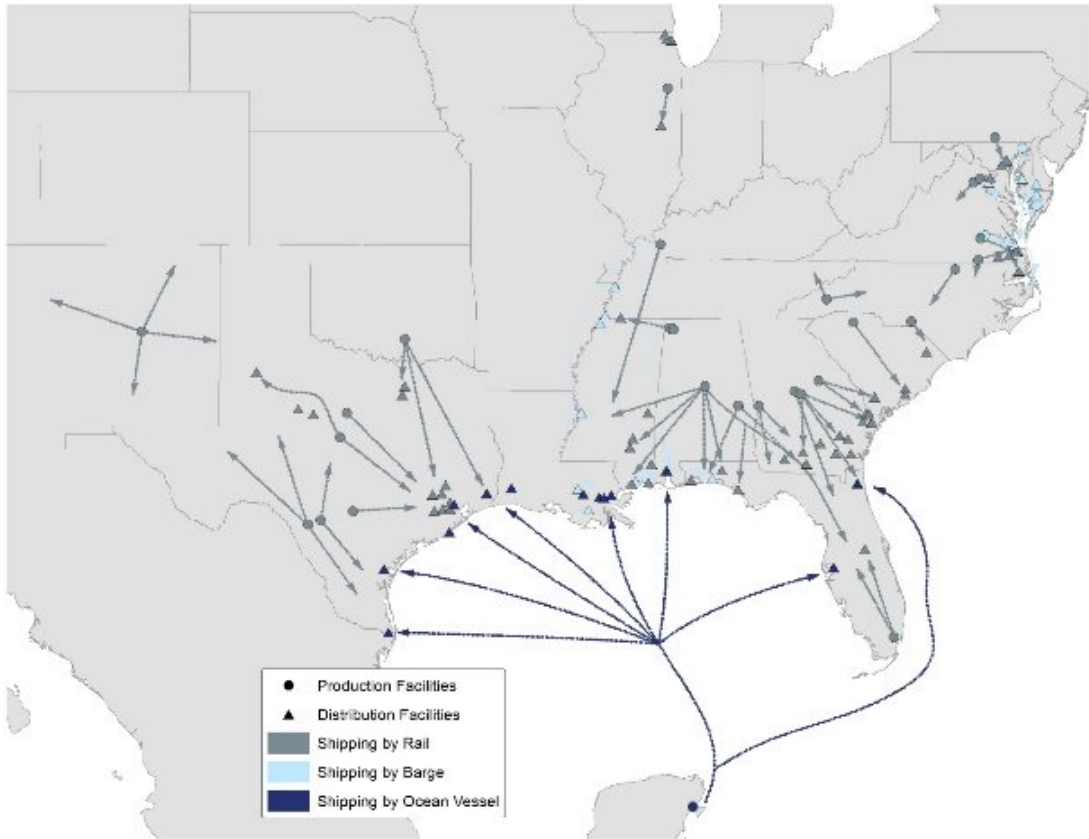 Production Facilities
Distribution Facilities
Shipping by Rail
Shipping by Barge
Shipping by Ocean Vessel